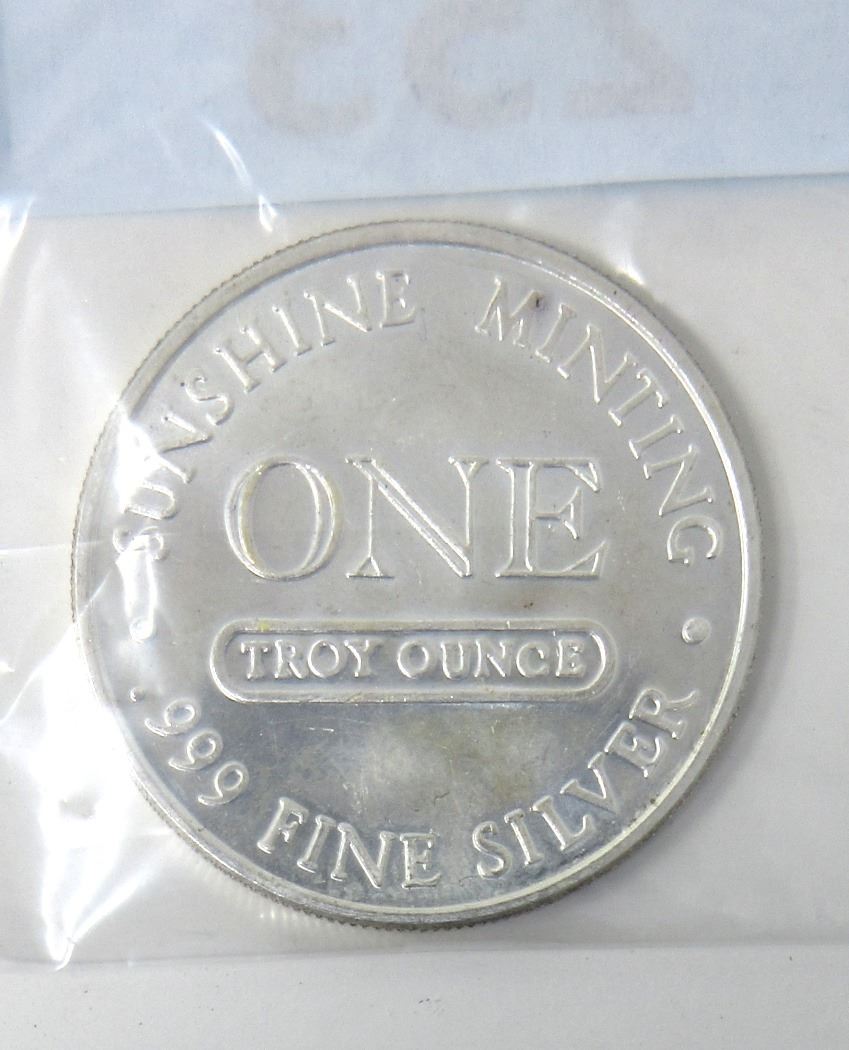 SUNSHINE MINTING
ONE
TROY OUNCE
.999 FINE SILVER